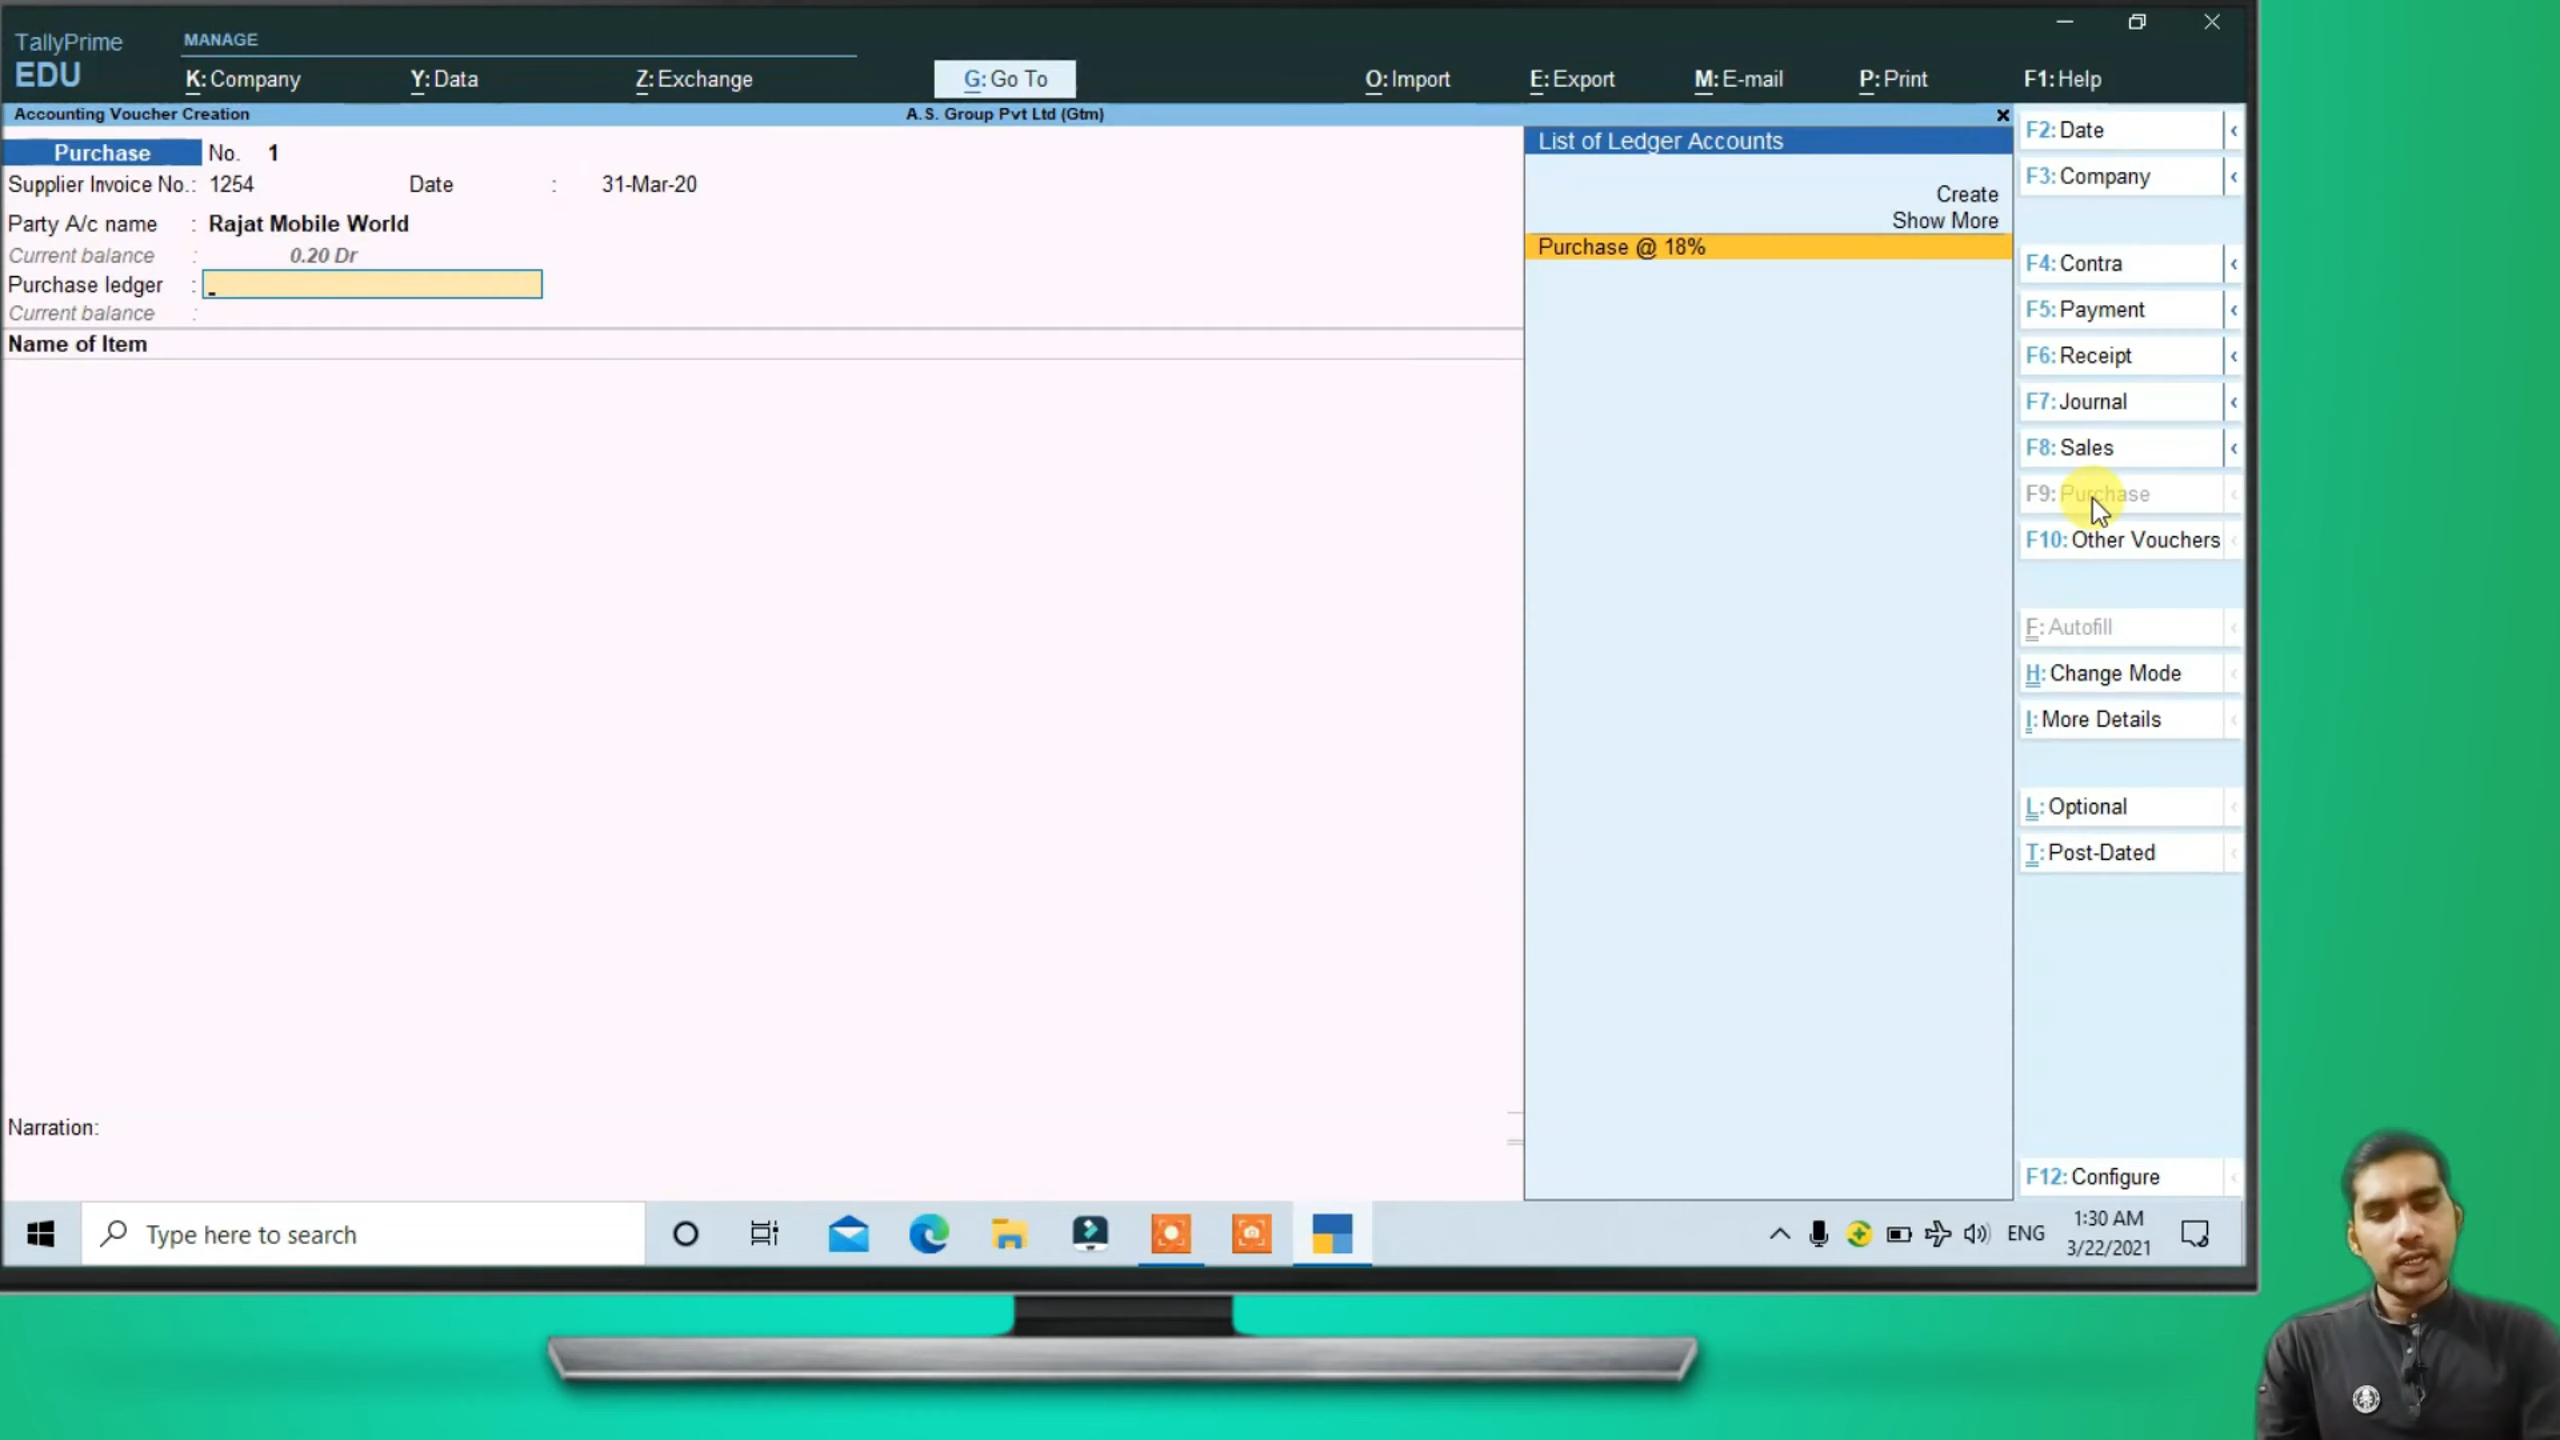 TallyPrime
EDU
MANAGE
K: Company
Y: Data
Z: Exchange
G: Go To
O: Import
E: Export
M: E-mail
P: Print
F1: Help
Accounting Voucher Creation
A.S. Group Pvt Ltd (Gtm)
Purchase No. 1
Supplier Invoice No.: 1254 Date : 31-Mar-20
Party A/c name : Rajat Mobile World
Current balance : 0.20 Dr
Purchase ledger :
Current balance :
Name of Item
Narration:
List of Ledger Accounts
Create
Show More
Purchase @ 18%
F2: Date
F3: Company
F4: Contra
F5: Payment
F6: Receipt
F7: Journal
F8: Sales
F9: Purchase
F10: Other Vouchers
F: Autofill
H: Change Mode
I: More Details
L: Optional
T: Post-Dated
F12: Configure
Type here to search
ENG
1:30 AM
3/22/2021